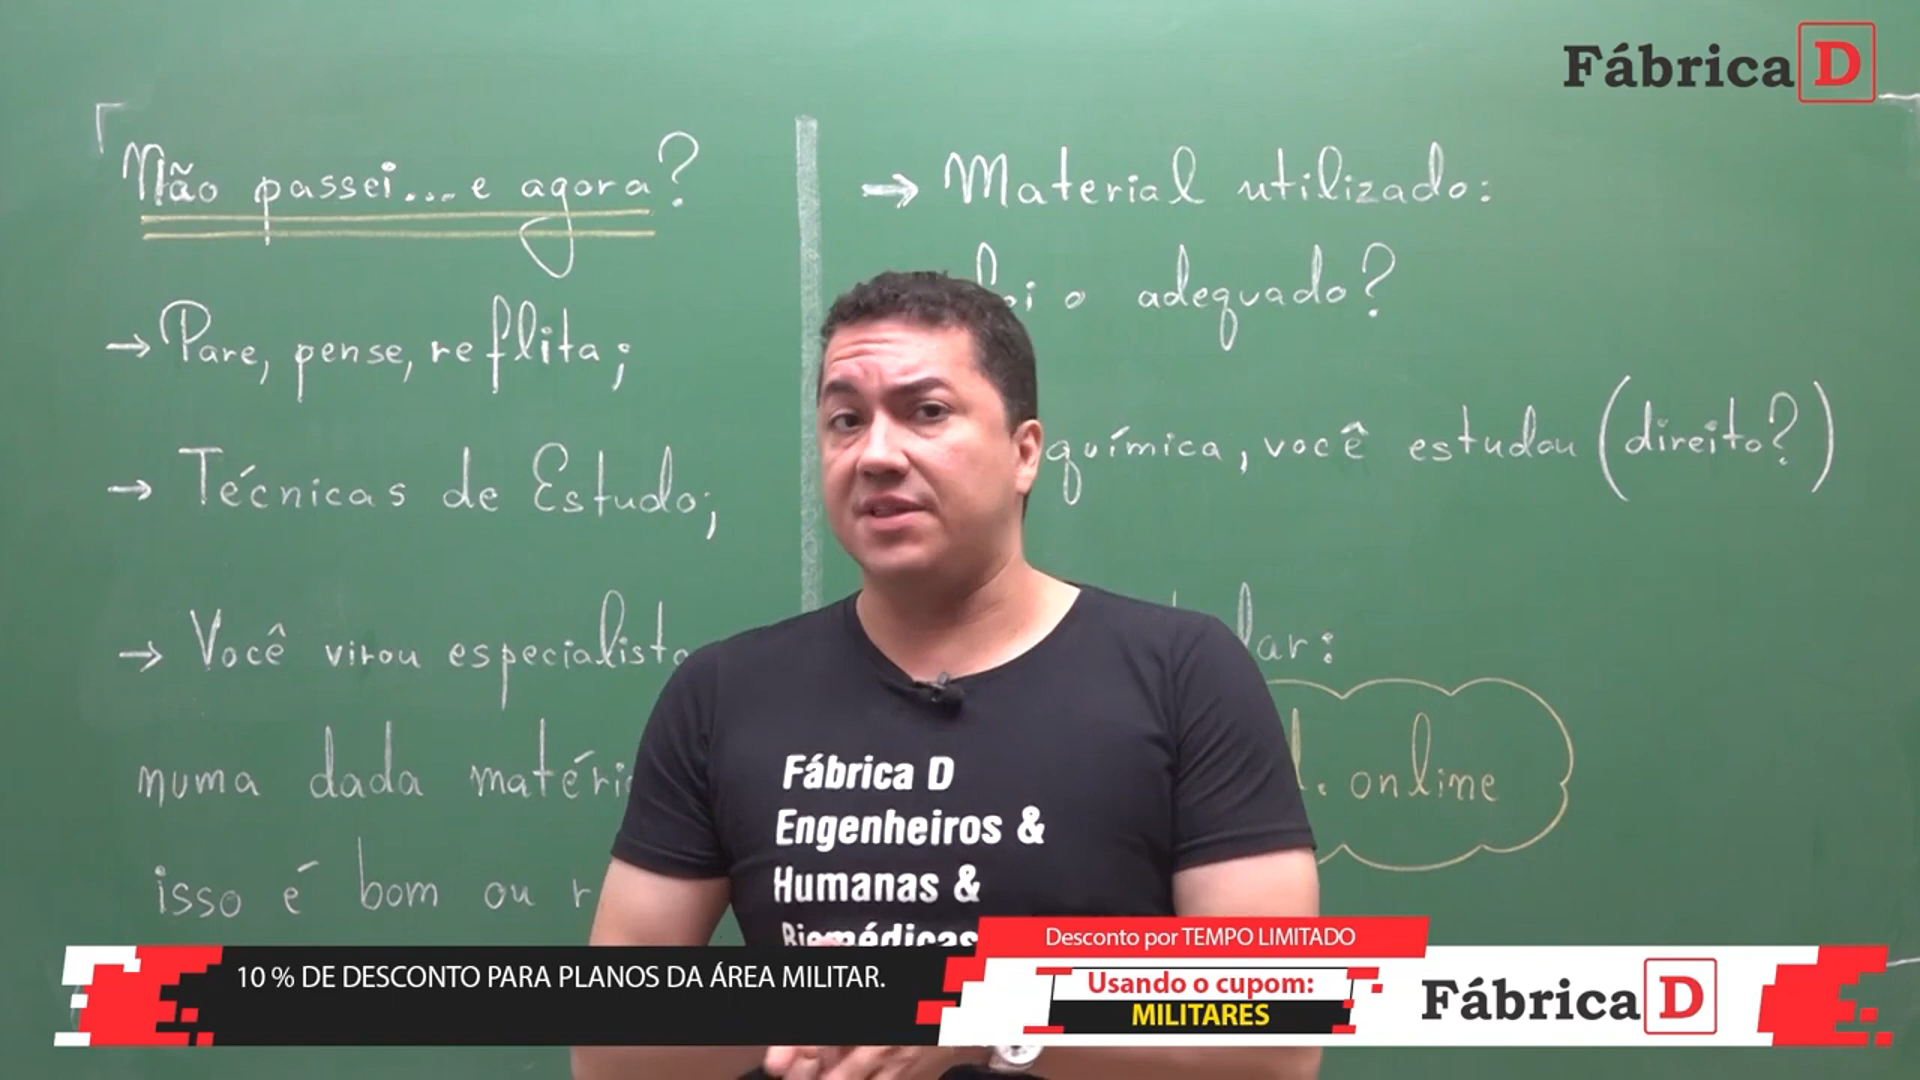 Fábrica D
Não passei... e agora?
→ Pare, pense, reflita;
→ Técnicas de Estudo;
→ Você virou especialista
numa dada
isso é bom ou
→ Material utilizado:
o adequado?
química, você estudou (direito?)
online
Fábrica D
Engenheiros &
Humanas &
Biomédicas
Desconto por TEMPO LIMITADO
10 % DE DESCONTO PARA PLANOS DA ÁREA MILITAR.
Usando o cupom:
MILITARES
Fábrica D